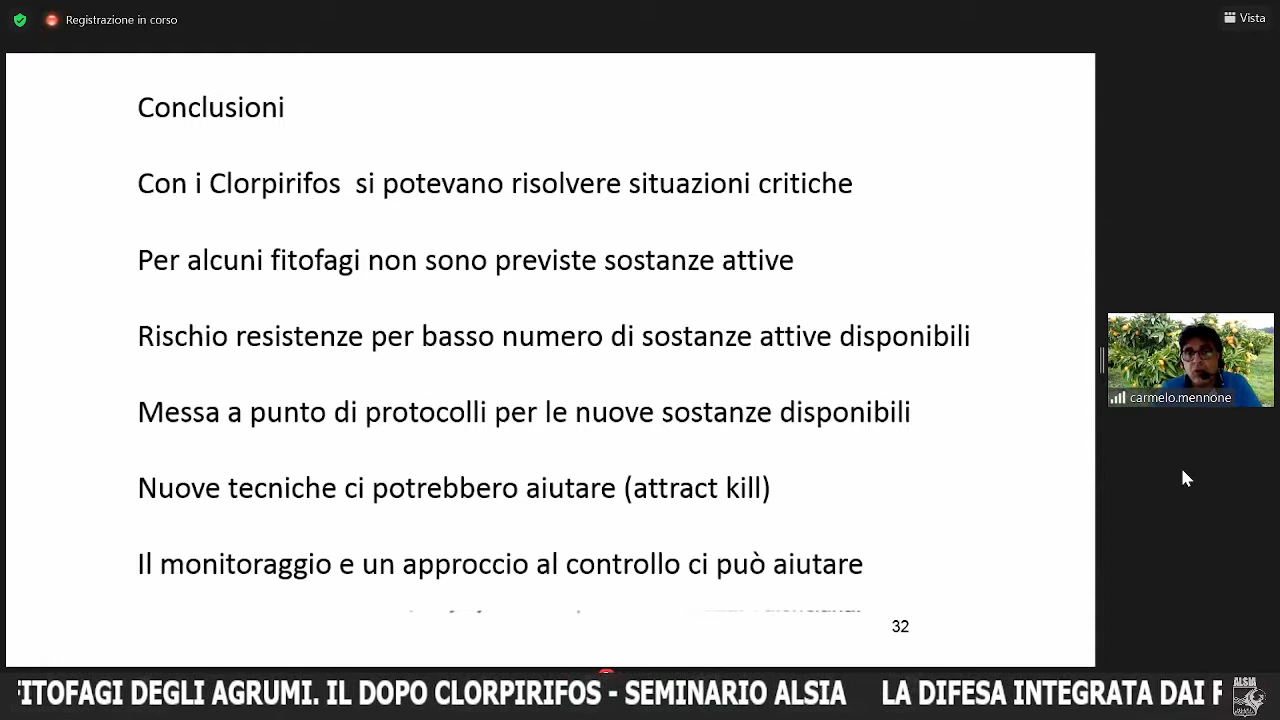 Registrazione in corso
Vista
Conclusioni
Con i Clorpirifos si potevano risolvere situazioni critiche
Per alcuni fitofagi non sono previste sostanze attive
Rischio resistenze per basso numero di sostanze attive disponibili
Messa a punto di protocolli per le nuove sostanze disponibili
Nuove tecniche ci potrebbero aiutare (attract kill)
Il monitoraggio e un approccio al controllo ci può aiutare
32
carmelo.mennone
FITOFAGI DEGLI AGRUMI. IL DOPO CLORPIRIFOS - SEMINARIO ALSIA LA DIFESA INTEGRATA DAI F